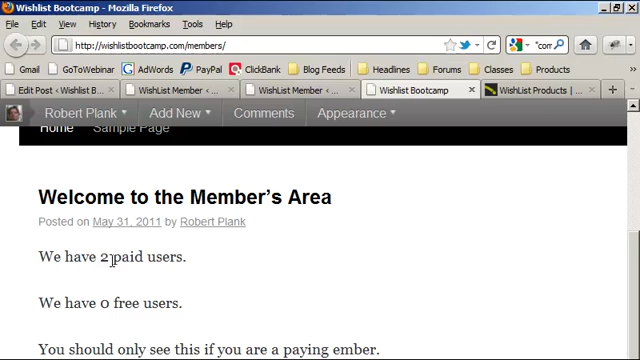 Wishlist Bootcamp - Mozilla Firefox
File Edit View History Bookmarks Tools Help
http://wishlistbootcamp.com/members/
"com
Gmail GoToWebinar AdWords PayPal ClickBank Blog Feeds Headlines Forums Classes Products
Edit Post ‹ Wishlist B... WishList Member ‹ ... WishList Member ‹ ... Wishlist Bootcamp WishList Products | ...
Robert Plank Add New Comments Appearance
Home Sample Page
Welcome to the Member's Area
Posted on May 31, 2011 by Robert Plank
We have 2 paid users.
We have 0 free users.
You should only see this if you are a paying ember.